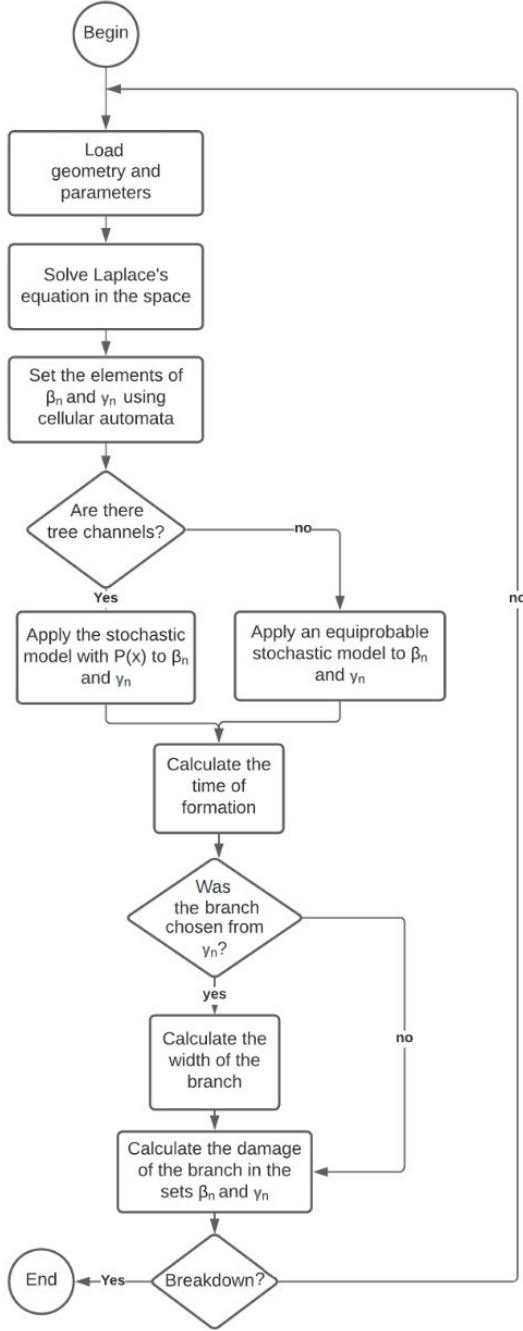 Begin
Load
geometry and
parameters
Solve Laplace's
equation in the space
Set the elements of
βₙ and γₙ using
cellular automata
Are there
tree channels?
no
Yes
no
Apply the stochastic
model with P(x) to βₙ
and γₙ
Apply an equiprobable
stochastic model to βₙ
and γₙ
Calculate the
time of
formation
Was
the branch
chosen from
γₙ?
yes
no
Calculate the
width of the
branch
Calculate the damage
of the branch in the
sets βₙ and γₙ
End
Yes
Breakdown?